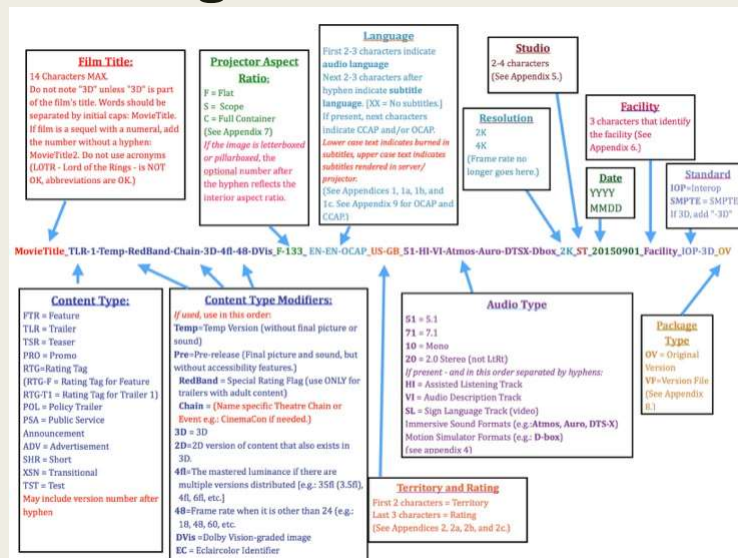 Film Title:
14 Characters MAX.
Do not note "3D" unless "3D" is part
of the film's title. Words should be
separated by initial caps: MovieTitle.
If film is a sequel with a numeral, add
the number without a hyphen:
MovieTitle2. Do not use acronyms
(LOTR - Lord of the Rings - is NOT
OK, abbreviations are OK.)
Projector Aspect
Ratio:
F = Flat
S = Scope
C = Full Container
(See Appendix 7)
If the image is letterboxed
or pillarboxed, the
optional number after
the hyphen reflects the
interior aspect ratio.
Language
First 2-3 characters indicate
audio language
Next 2-3 characters after
hyphen indicate subtitle
language. [XX = No subtitles.]
If present, next characters
indicate CCAP and/or OCAP.
Lower case text indicates burned in
subtitles, upper case text indicates
subtitles rendered in server/
projector.
(See Appendices 1, 1a, 1b, and
1c. See Appendix 9 for OCAP and
CCAP.)
Studio
2-4 characters
(See Appendix 5.)
Resolution
2K
4K
(Frame rate no
longer goes here.)
Facility
3 characters that identify
the facility (See
Appendix 6.)
Date
YYYY
MMDD
Standard
IOP=Interop
SMPTE = SMPTE
If 3D, add "-3D"
MovieTitle_TLR-1-Temp-RedBand-Chain-3D-4fl-48-DVis_F-133_EN-EN-OCAP_US-GB_51-HI-VI-Atmos-Auro-DTSX-Dbox_2K_ST_20150901_Facility_IOP-3D_OV
Content Type:
FTR = Feature
TLR = Trailer
TSR = Teaser
PRO = Promo
RTG=Rating Tag
(RTG-F = Rating Tag for Feature
RTG-T1 = Rating Tag for Trailer 1)
POL = Policy Trailer
PSA = Public Service
Announcement
ADV = Advertisement
SHR = Short
XSN = Transitional
TST = Test
May include version number after
hyphen
Content Type Modifiers:
If used, use in this order:
Temp=Temp Version (without final picture or
sound)
Pre=Pre-release (Final picture and sound, but
without accessibility features.)
RedBand = Special Rating Flag (use ONLY for
trailers with adult content)
Chain = (Name specific Theatre Chain or
Event e.g.: CinemaCon if needed.)
3D = 3D
2D=2D version of content that also exists in
3D.
4fl=The mastered luminance if there are
multiple versions distributed [e.g.: 35fl (3.5fl),
4fl, 6fl, etc.]
48=Frame rate when it is other than 24 (e.g.:
18, 48, 60, etc.
DVis=Dolby Vision-graded image
EC = Eclaircolor Identifier
Audio Type
51 = 5.1
71 = 7.1
10 = Mono
20 = 2.0 Stereo (not LtRt)
If present - and in this order separated by hyphens:
HI = Assisted Listening Track
VI = Audio Description Track
SL = Sign Language Track (video)
Immersive Sound Formats (e.g.:Atmos, Auro, DTS-X)
Motion Simulator Formats (e.g.: D-box)
(see appendix 4)
Territory and Rating
First 2 characters = Territory
Last 3 characters = Rating
(See Appendices 2, 2a, 2b, and 2c.)
Package
Type
OV = Original
Version
VF=Version File
(See Appendix
8.)